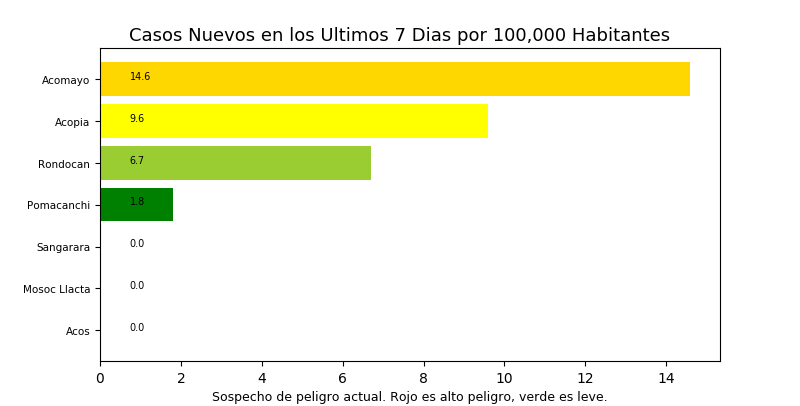 Casos Nuevos en los Ultimos 7 Dias por 100,000 Habitantes
Acomayo 14.6
Acopia 9.6
Rondocan 6.7
Pomacanchi 1.8
Sangarara 0.0
Mosoc Llacta 0.0
Acos 0.0
0 2 4 6 8 10 12 14
Sospecho de peligro actual. Rojo es alto peligro, verde es leve.